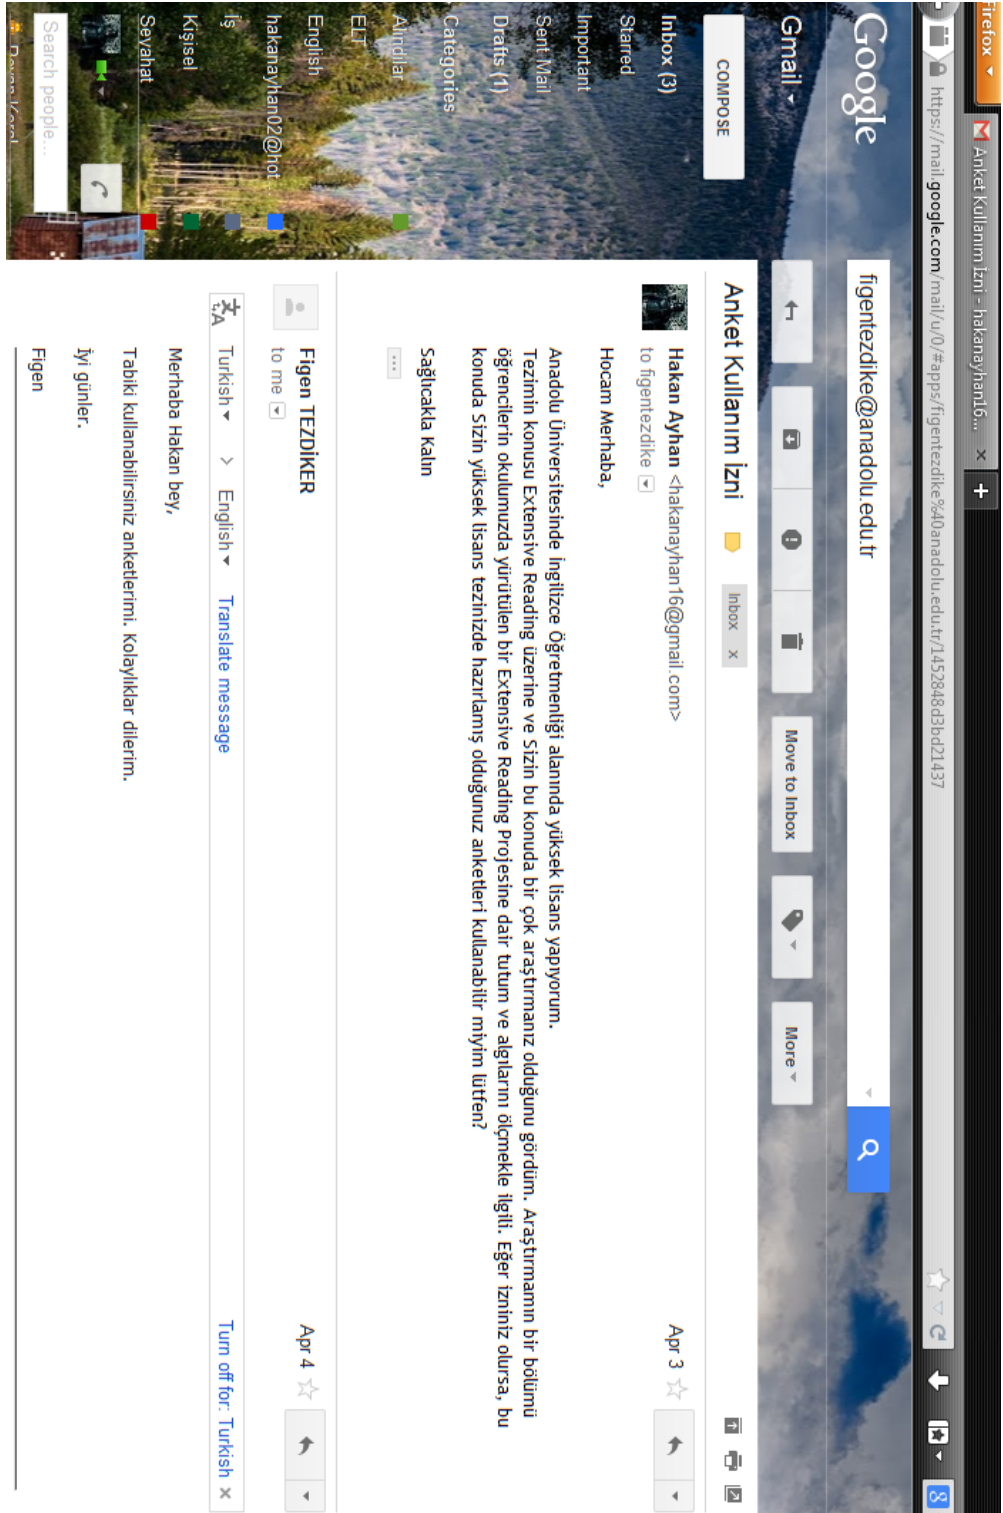 Firefox
Anket Kullanım İzni - hakanayhan16...
https://mail.google.com/mail/u/0/#apps/figentezdike%40anadolu.edu.tr/1452848d3bd21437
Google
figentezdike@anadolu.edu.tr
Gmail
Move to Inbox
More
COMPOSE
Inbox (3)
Starred
Important
Sent Mail
Drafts (1)
Categories
Alındılar
ELT
English
hakanayhan02@hot
İş
Kişisel
Seyahat
Search people...
Anket Kullanım İzni
Inbox x
Hakan Ayhan <hakanayhan16@gmail.com>
Apr 3
to figentezdike
Hocam Merhaba,
Anadolu Üniversitesinde İngilizce Öğretmenliği alanında yüksek lisans yapıyorum.
Tezimin konusu Extensive Reading üzerine ve Sizin bu konuda bir çok araştırmanız olduğunu gördüm. Araştırmamın bir bölümü
öğrencilerin okulumuzda yürütülen bir Extensive Reading Projesine dair tutum ve algılarını ölçmekle ilgili. Eğer izniniz olursa, bu
konuda Sizin yüksek lisans tezinizde hazırlamış olduğunuz anketleri kullanabilir miyim lütfen?
Sağlıcakla Kalın
...
Figen TEZDİKER
Apr 4
to me
Turkish > English Translate message
Turn off for: Turkish x
Merhaba Hakan bey,
Tabiki kullanabilirsiniz anketlerimi. Kolaylıklar dilerim.
İyi günler.
Figen